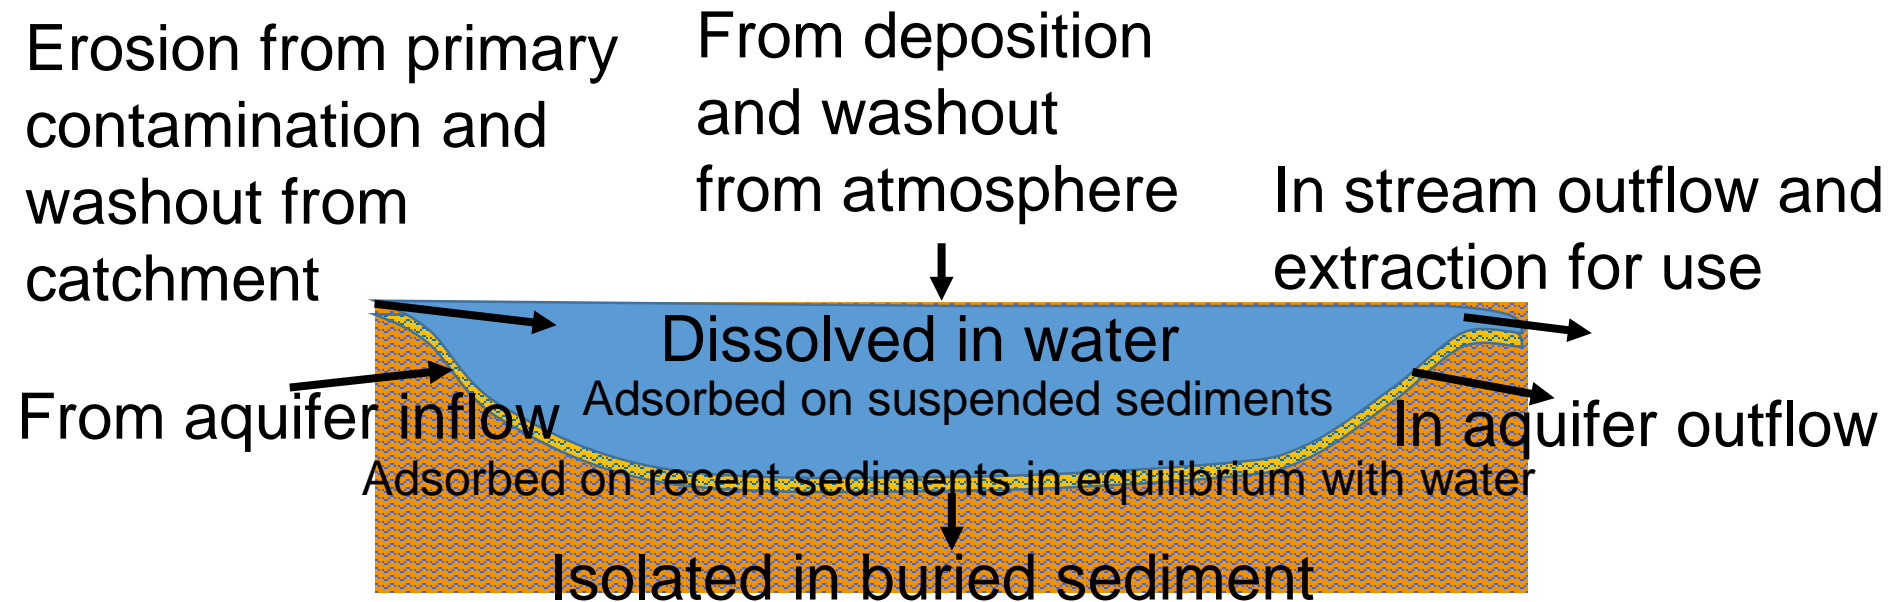 Erosion from primary
contamination and
washout from
catchment
From deposition
and washout
from atmosphere
In stream outflow and
extraction for use
Dissolved in water
Adsorbed on suspended sediments
From aquifer inflow
In aquifer outflow
Adsorbed on recent sediments in equilibrium with water
Isolated in buried sediment